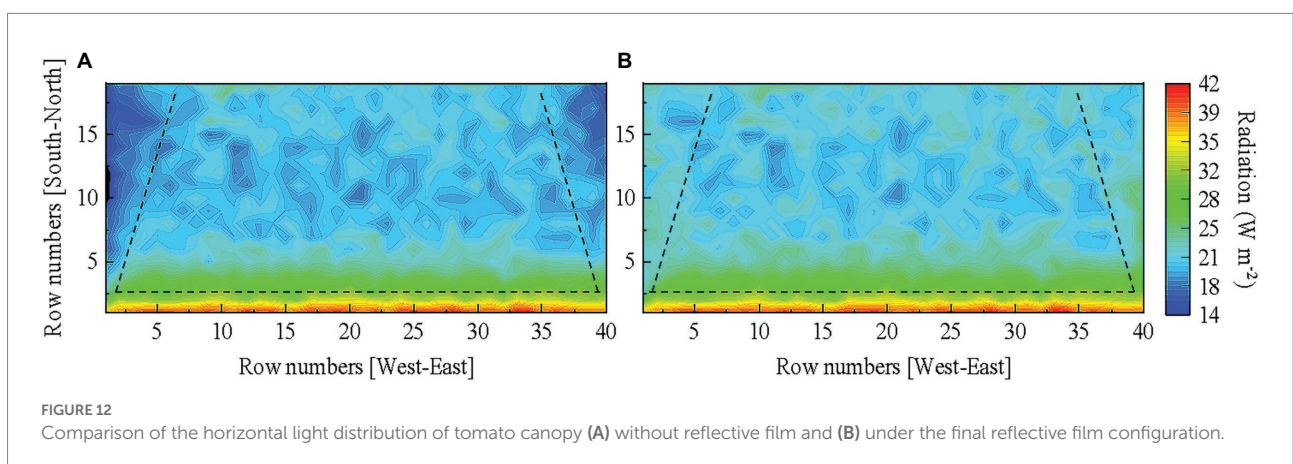 A
B
Row numbers [South-North]
15
10
5
5 10 15 20 25 30 35 40
Row numbers [West-East]
5 10 15 20 25 30 35 40
Row numbers [West-East]
42
39
35
32
28
25
21
18
14
Radiation (W m⁻²)
FIGURE 12
Comparison of the horizontal light distribution of tomato canopy (A) without reflective film and (B) under the final reflective film configuration.